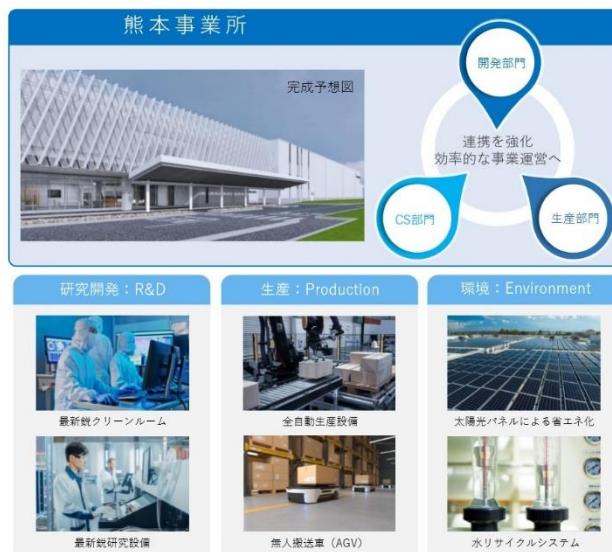 熊本事業所
完成予想図
開発部門
連携を強化
効率的な事業運営へ
CS部門
生産部門
研究開発：R&D
最新鋭クリーンルーム
最新鋭研究設備
生産：Production
全自動生産設備
無人搬送車（AGV）
環境：Environment
太陽光パネルによる省エネ化
水リサイクルシステム